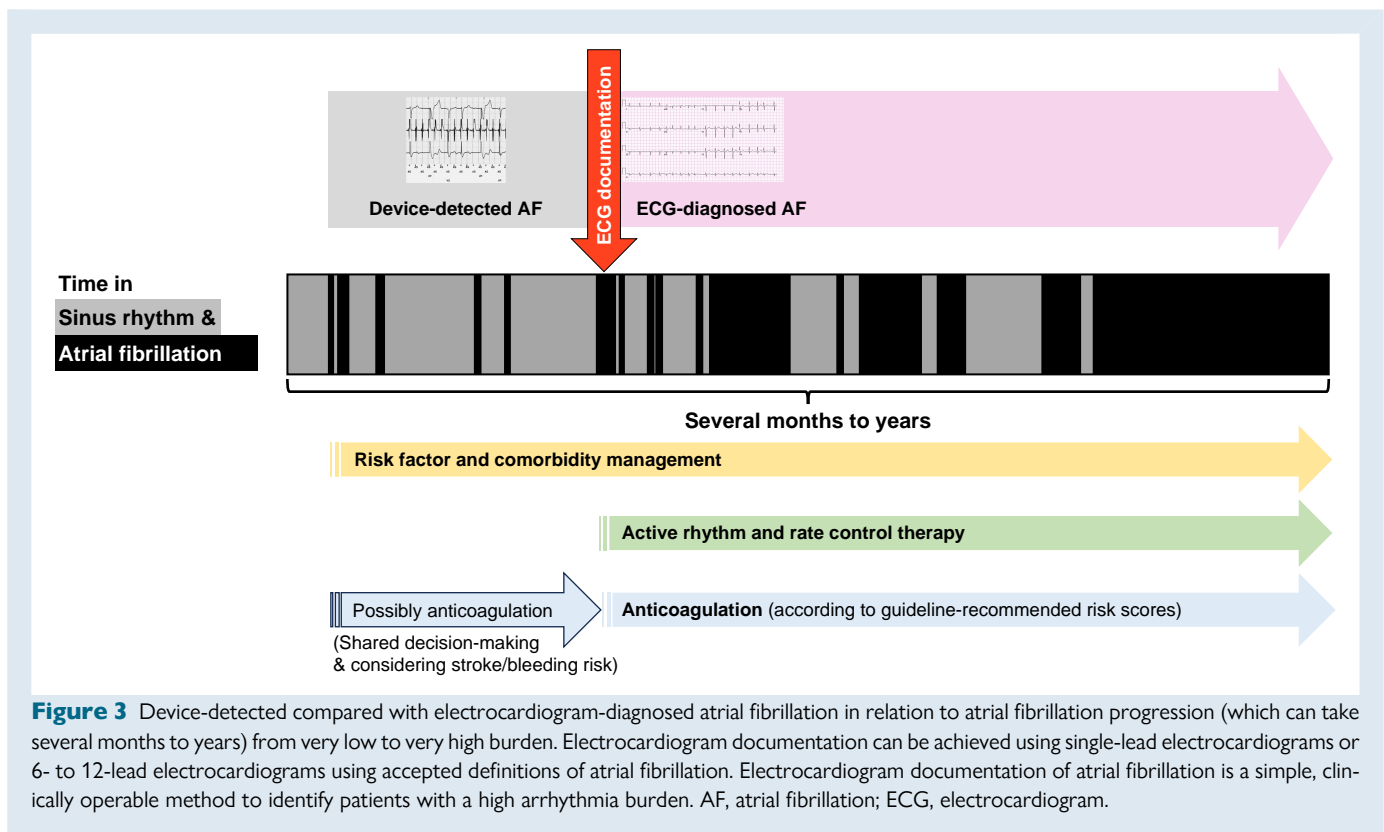 ECG documentation
Device-detected AF
ECG-diagnosed AF
Time in
Sinus rhythm &
Atrial fibrillation
Several months to years
Risk factor and comorbidity management
Active rhythm and rate control therapy
Possibly anticoagulation
(Shared decision-making
& considering stroke/bleeding risk)
Anticoagulation (according to guideline-recommended risk scores)
Figure 3 Device-detected compared with electrocardiogram-diagnosed atrial fibrillation in relation to atrial fibrillation progression (which can take
several months to years) from very low to very high burden. Electrocardiogram documentation can be achieved using single-lead electrocardiograms or
6- to 12-lead electrocardiograms using accepted definitions of atrial fibrillation. Electrocardiogram documentation of atrial fibrillation is a simple, clin-
ically operable method to identify patients with a high arrhythmia burden. AF, atrial fibrillation; ECG, electrocardiogram.